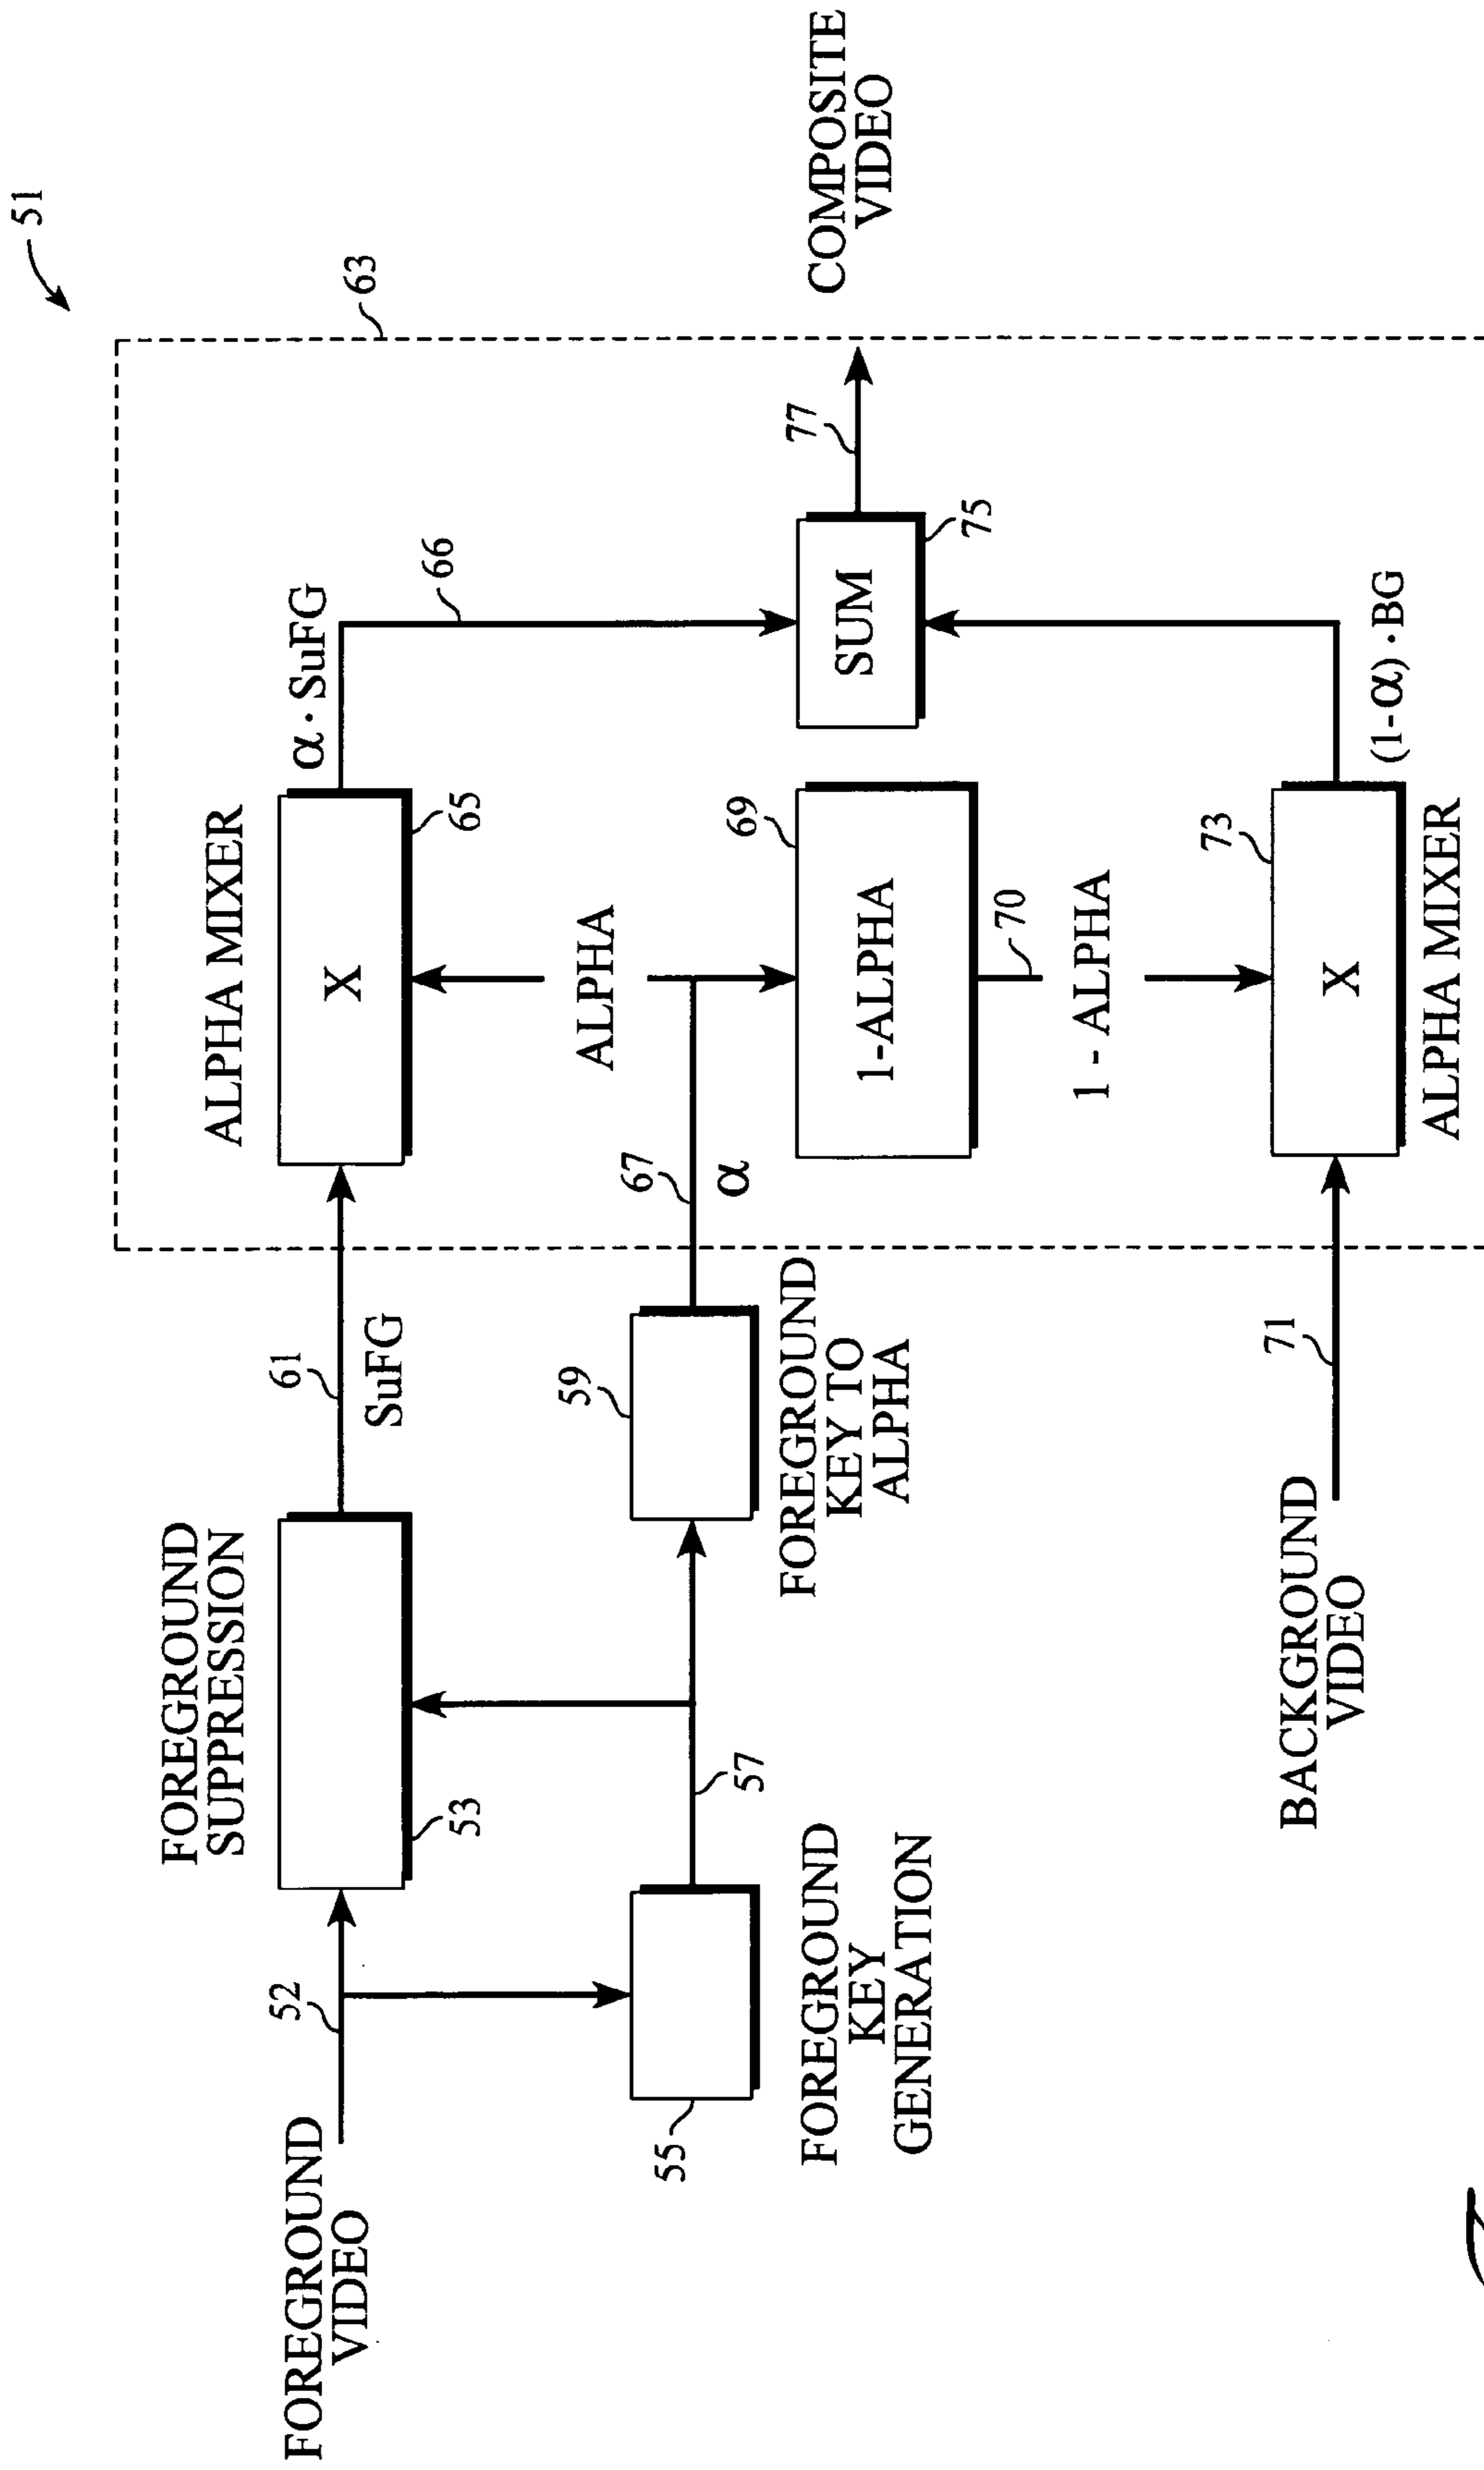 51
63
ALPHA MIXER
α · SuFG
FOREGROUND
SUPPRESSION
FOREGROUND
VIDEO
52
53
61
SuFG
X
65
66
ALPHA
COMPOSITE
VIDEO
77
SUM
75
55
57
59
67
α
69
1-ALPHA
FOREGROUND
KEY
GENERATION
FOREGROUND
KEY TO
ALPHA
70
1 - ALPHA
BACKGROUND
VIDEO
71
73
X
(1-α) · BG
ALPHA MIXER